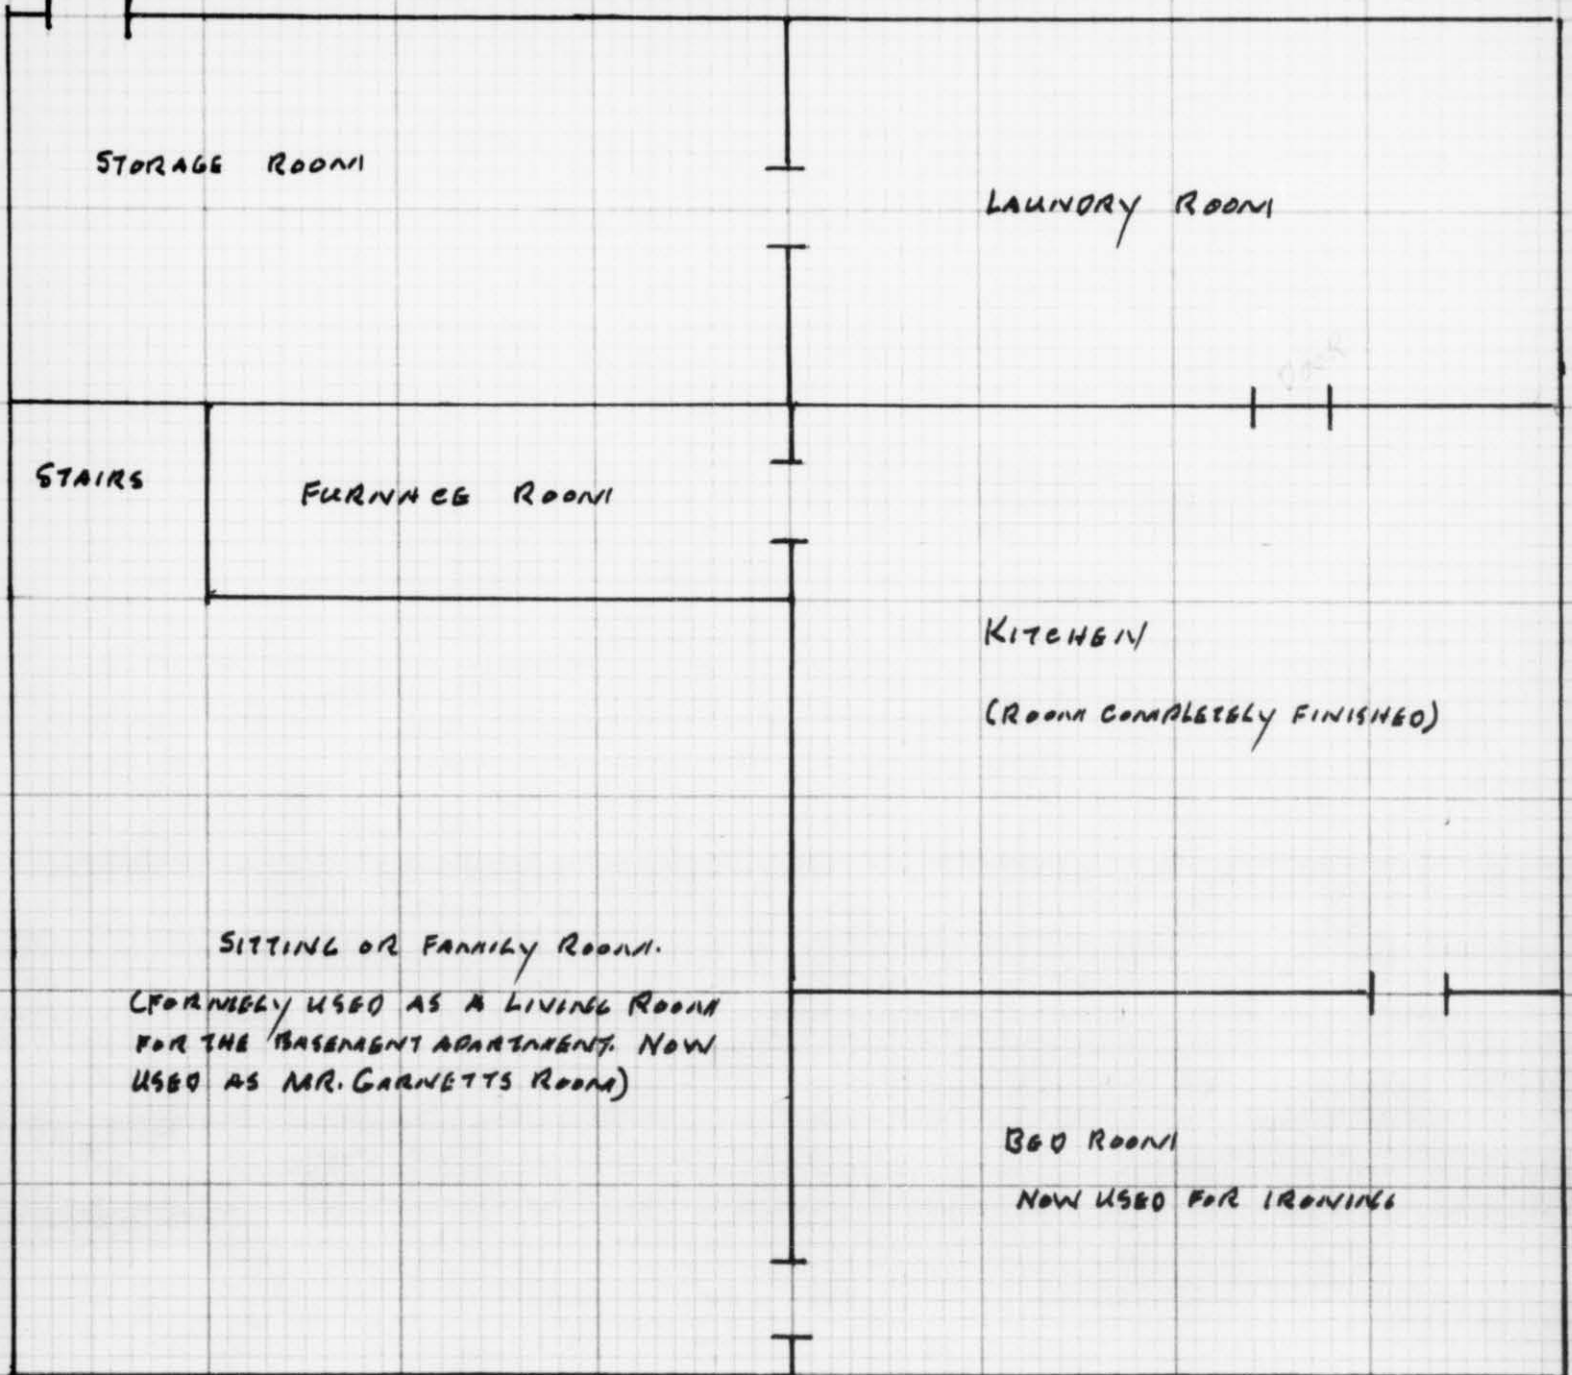 STORAGE ROOM
LAUNDRY ROOM
DOOR
STAIRS
FURNACE ROOM
KITCHEN
(ROOM COMPLETELY FINISHED)
SITTING OR FAMILY ROOM.
(FORMERLY USED AS A LIVING ROOM
FOR THE BASEMENT APARTMENT. NOW
USED AS MR. GARNETTS ROOM)
BED ROOM
NOW USED FOR IRONING